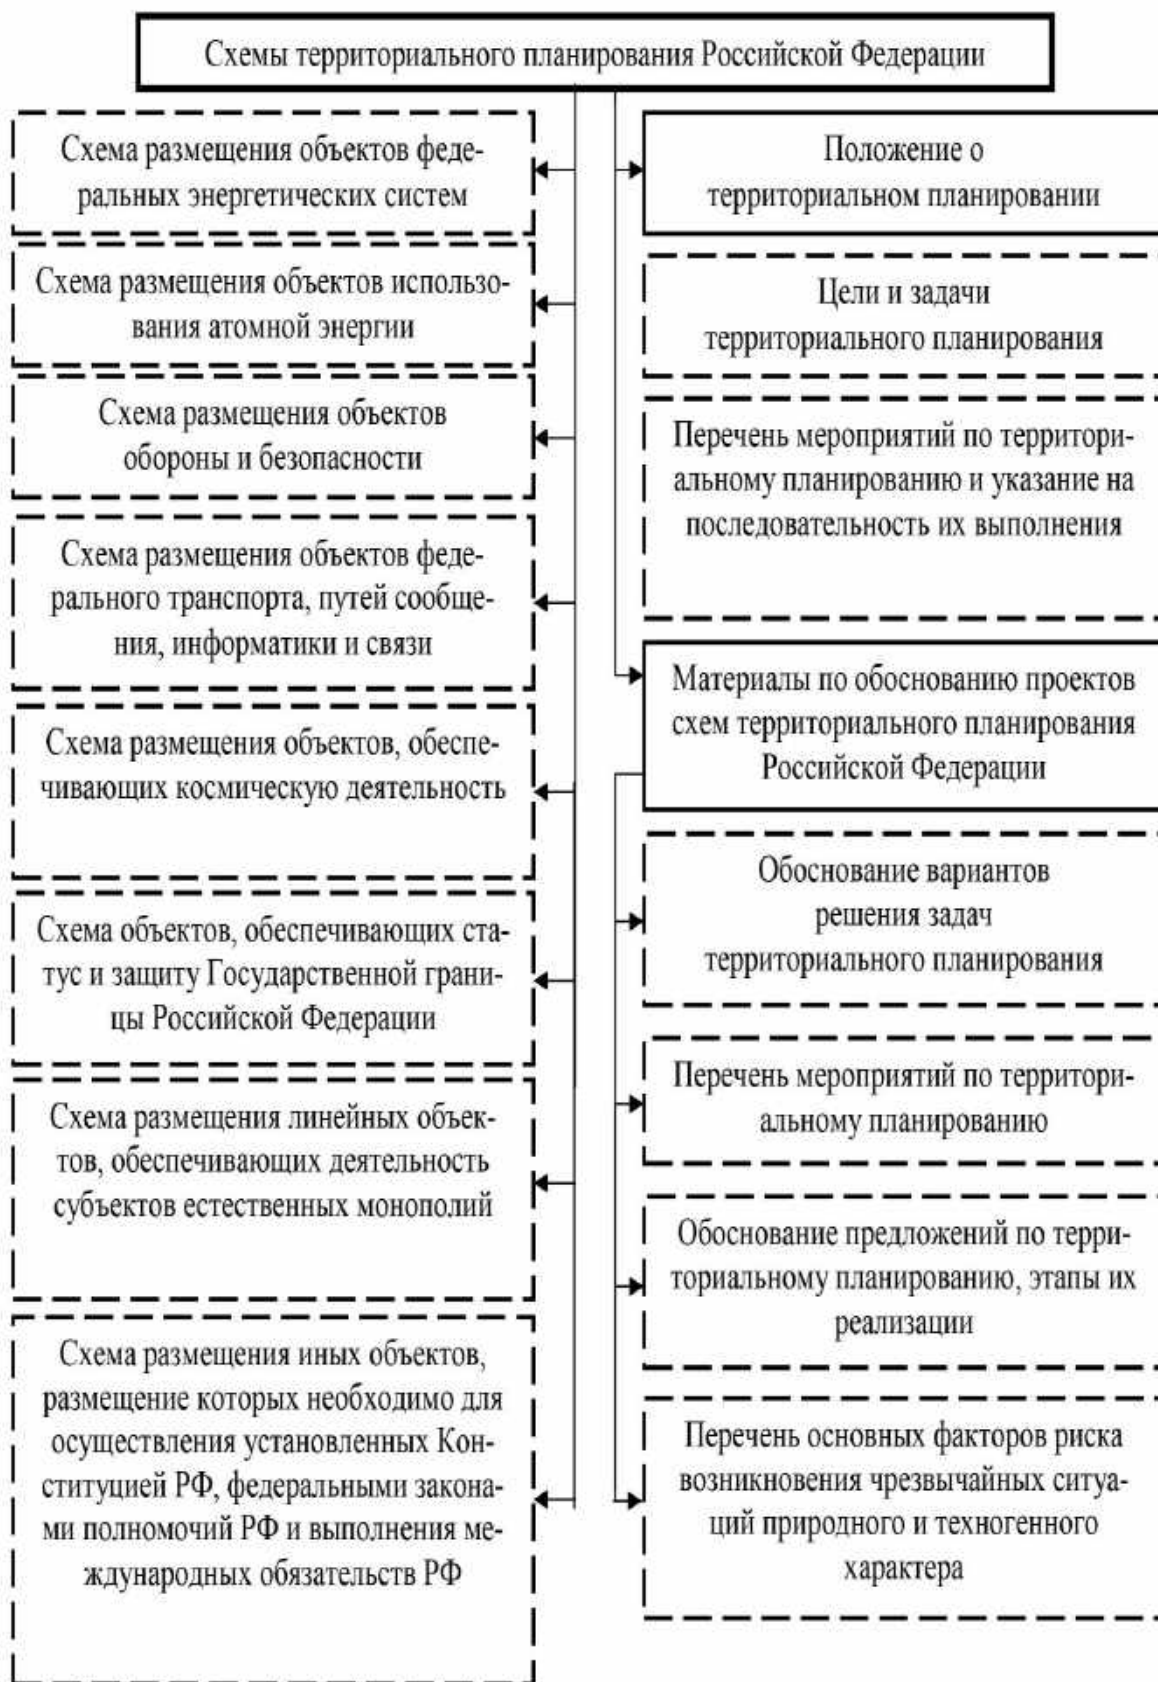 Схемы территориального планирования Российской Федерации
Схема размещения объектов феде-
ральных энергетических систем
Схема размещения объектов использо-
вания атомной энергии
Схема размещения объектов
обороны и безопасности
Схема размещения объектов феде-
рального транспорта, путей сообще-
ния, информатики и связи
Схема размещения объектов, обеспе-
чивающих космическую деятельность
Схема объектов, обеспечивающих ста-
тус и защиту Государственной грани-
цы Российской Федерации
Схема размещения линейных объек-
тов, обеспечивающих деятельность
субъектов естественных монополий
Схема размещения иных объектов,
размещение которых необходимо для
осуществления установленных Кон-
ституцией РФ, федеральными закона-
ми полномочий РФ и выполнения ме-
ждународных обязательств РФ
Положение о
территориальном планировании
Цели и задачи
территориального планирования
Перечень мероприятий по территори-
альному планированию и указание на
последовательность их выполнения
Материалы по обоснованию проектов
схем территориального планирования
Российской Федерации
Обоснование вариантов
решения задач
территориального планирования
Перечень мероприятий по территори-
альному планированию
Обоснование предложений по терри-
ториальному планированию, этапы их
реализации
Перечень основных факторов риска
возникновения чрезвычайных ситуа-
ций природного и техногенного
характера